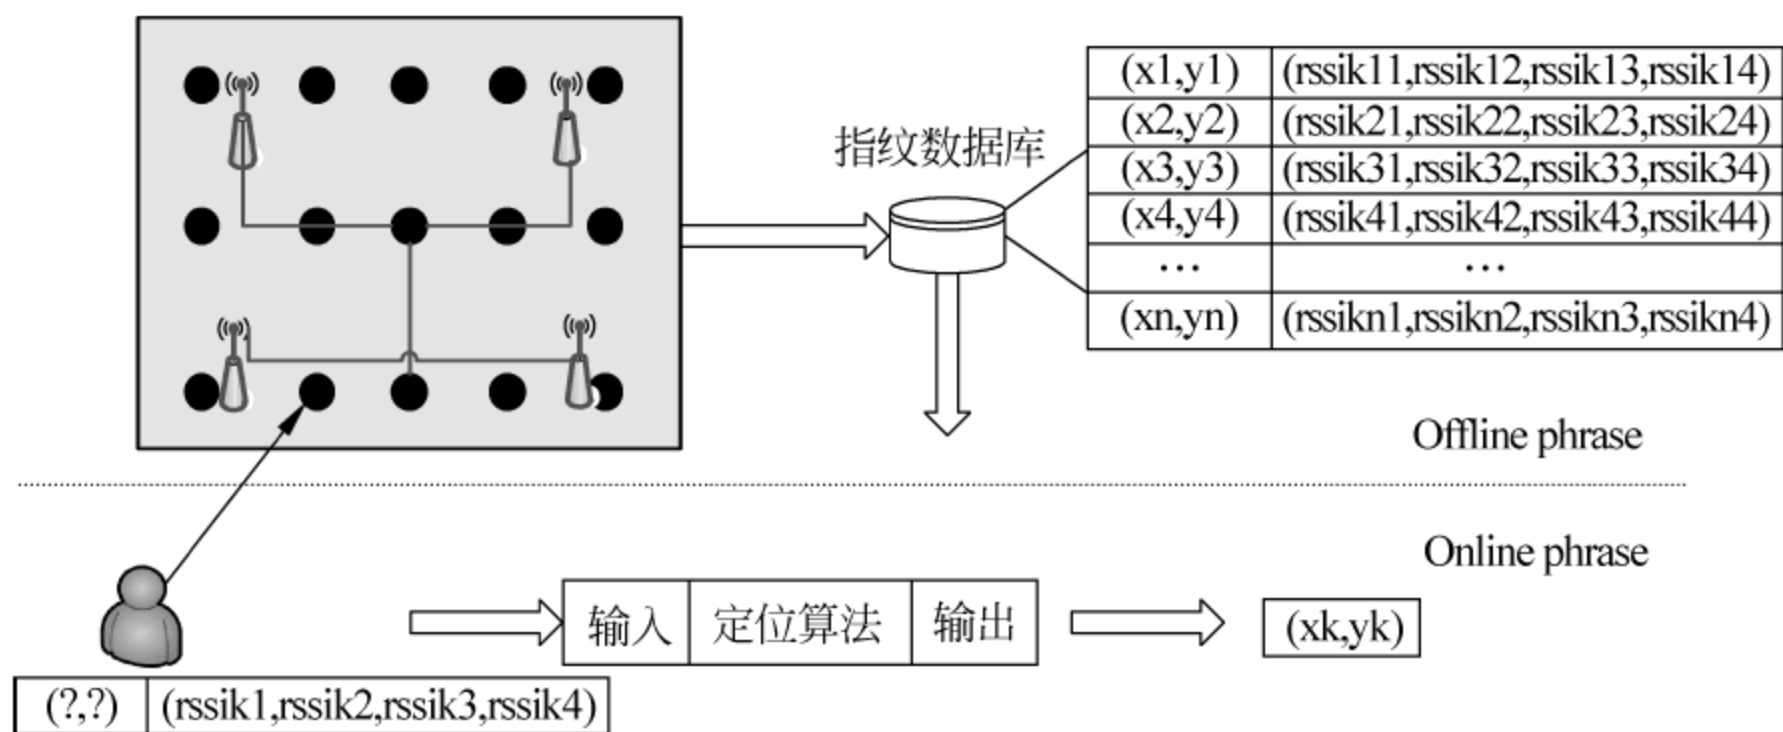 指纹数据库
(x1,y1) (rssik11,rssik12,rssik13,rssik14)
(x2,y2) (rssik21,rssik22,rssik23,rssik24)
(x3,y3) (rssik31,rssik32,rssik33,rssik34)
(x4,y4) (rssik41,rssik42,rssik43,rssik44)
… …
(xn,yn) (rssikn1,rssikn2,rssikn3,rssikn4)
Offline phrase
Online phrase
输入 定位算法 输出
(xk,yk)
(?,?) (rssik1,rssik2,rssik3,rssik4)